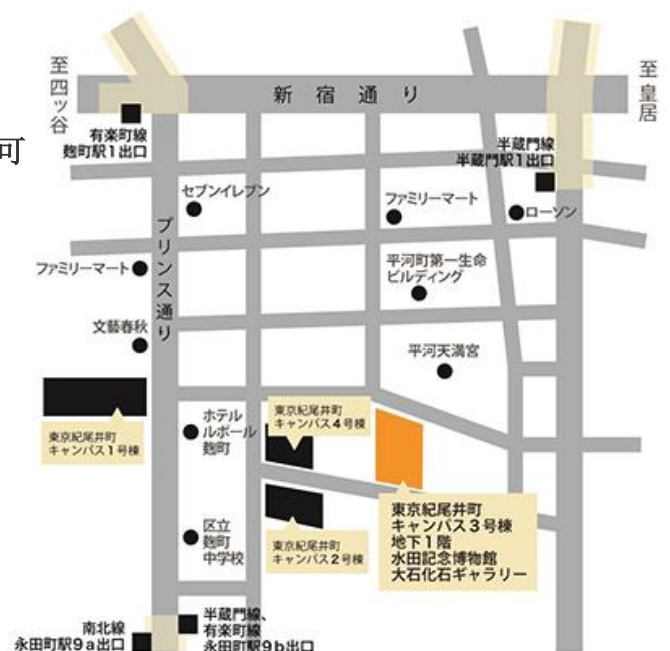 至四ッ谷
新宿通り
至皇居
可
有楽町線
麹町駅1出口
半蔵門線
半蔵門駅1出口
セブンイレブン
ファミリーマート
ローソン
プリンス通り
ファミリーマート
平河町第一生命
ビルディング
文藝春秋
平河天満宮
東京紀尾井町
キャンパス1号棟
ホテル
ルポール
麹町
東京紀尾井町
キャンパス4号棟
東京紀尾井町
キャンパス3号棟
地下1階
水田記念博物館
大石化石ギャラリー
区立
麹町
中学校
東京紀尾井町
キャンパス2号棟
半蔵門線、
有楽町線
永田町駅9b出口
南北線
永田町駅9a出口